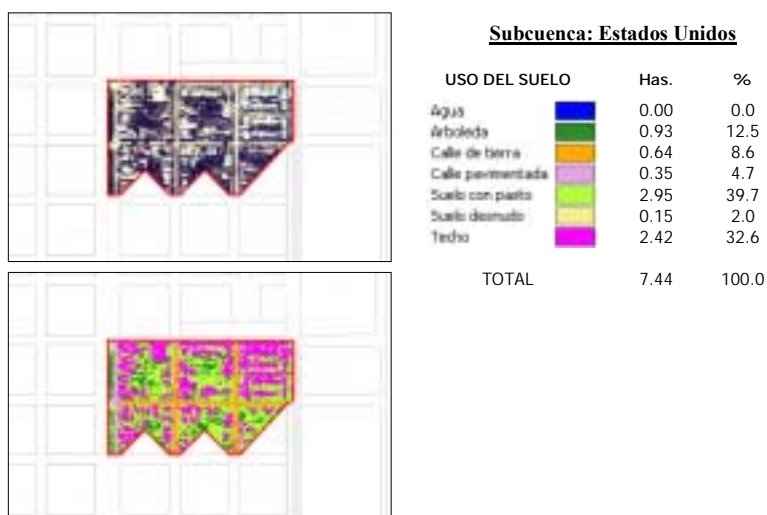 Subcuenca: Estados Unidos
USO DEL SUELO Has. %
Agua 0.00 0.0
Arboleda 0.93 12.5
Calle de tierra 0.64 8.6
Calle pavimentada 0.35 4.7
Suelo con pasto 2.95 39.7
Suelo desnudo 0.15 2.0
Techo 2.42 32.6
TOTAL 7.44 100.0